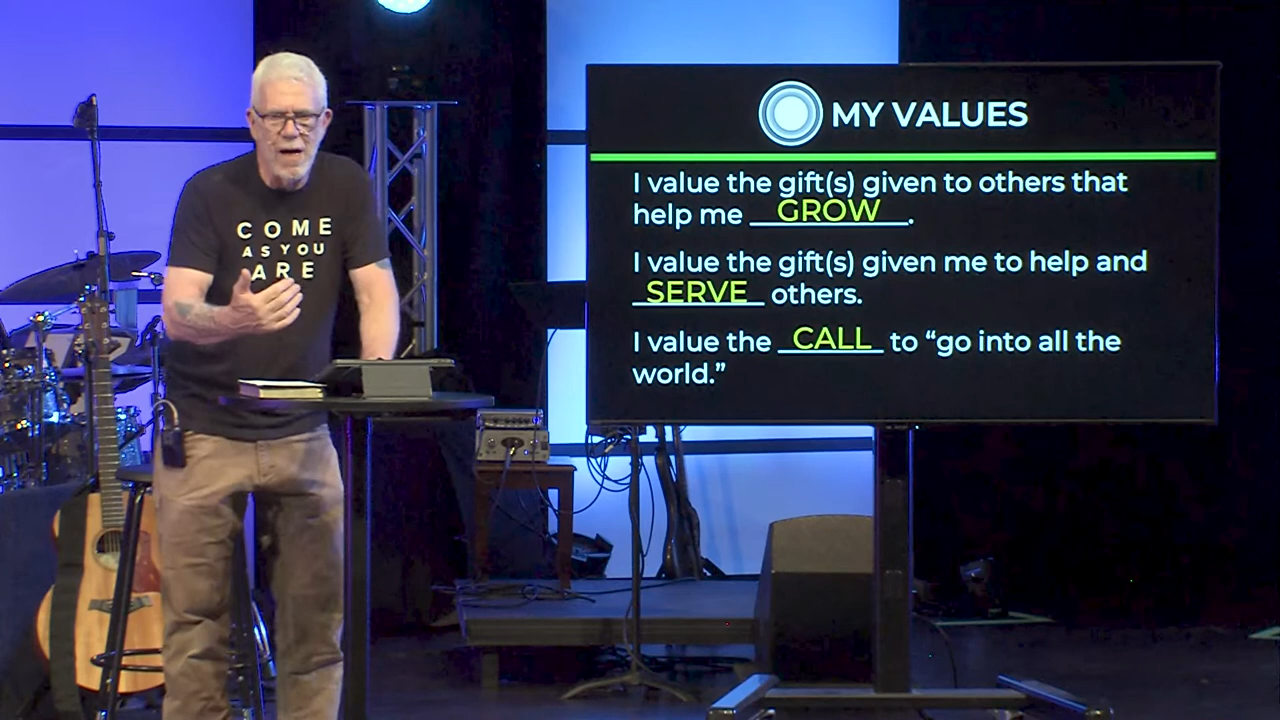 COME
AS YOU
ARE
MY VALUES
I value the gift(s) given to others that
help me GROW.
I value the gift(s) given me to help and
SERVE others.
I value the CALL to “go into all the
world.”